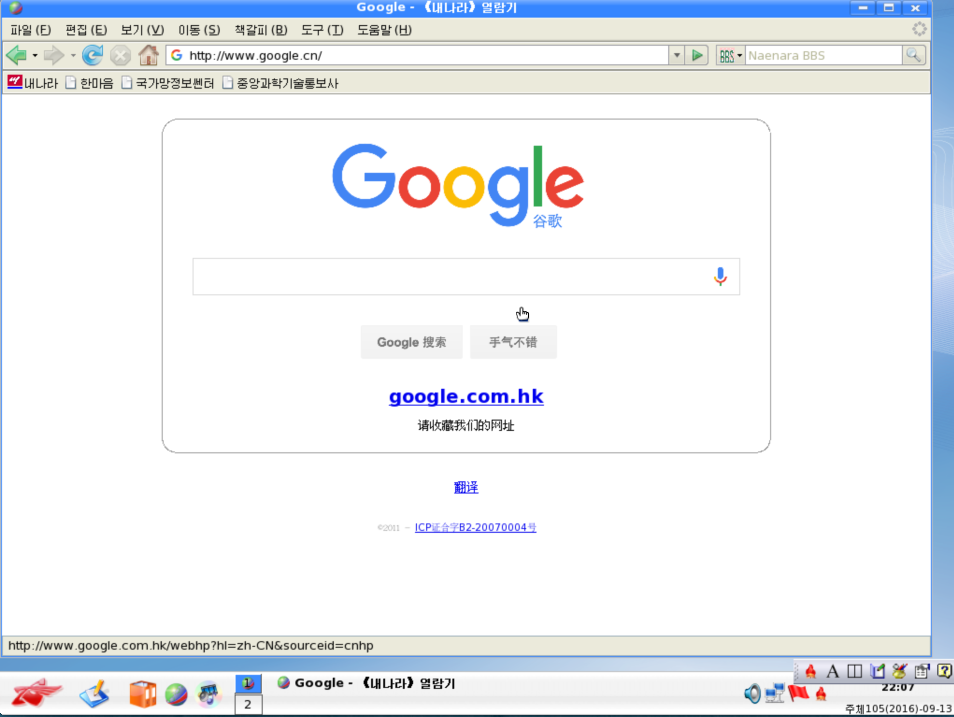 Google - 《내나라》열람기
파일 (F) 편집 (E) 보기 (V) 이동 (S) 책갈피 (B) 도구 (T) 도움말 (H)
http://www.google.cn/ BBS Naenara BBS
내나라 한마음 국가망정보쎈터 중앙과학기술통보사
Google
谷歌
Google 搜索 手气不错
google.com.hk
请收藏我们的网址
翻译
©2011 - ICP证合字B2-20070004号
http://www.google.com.hk/webhp?hl=zh-CN&sourceid=cnhp
A
1 Google - 《내나라》열람기
2
22:07
주체105(2016)-09-13